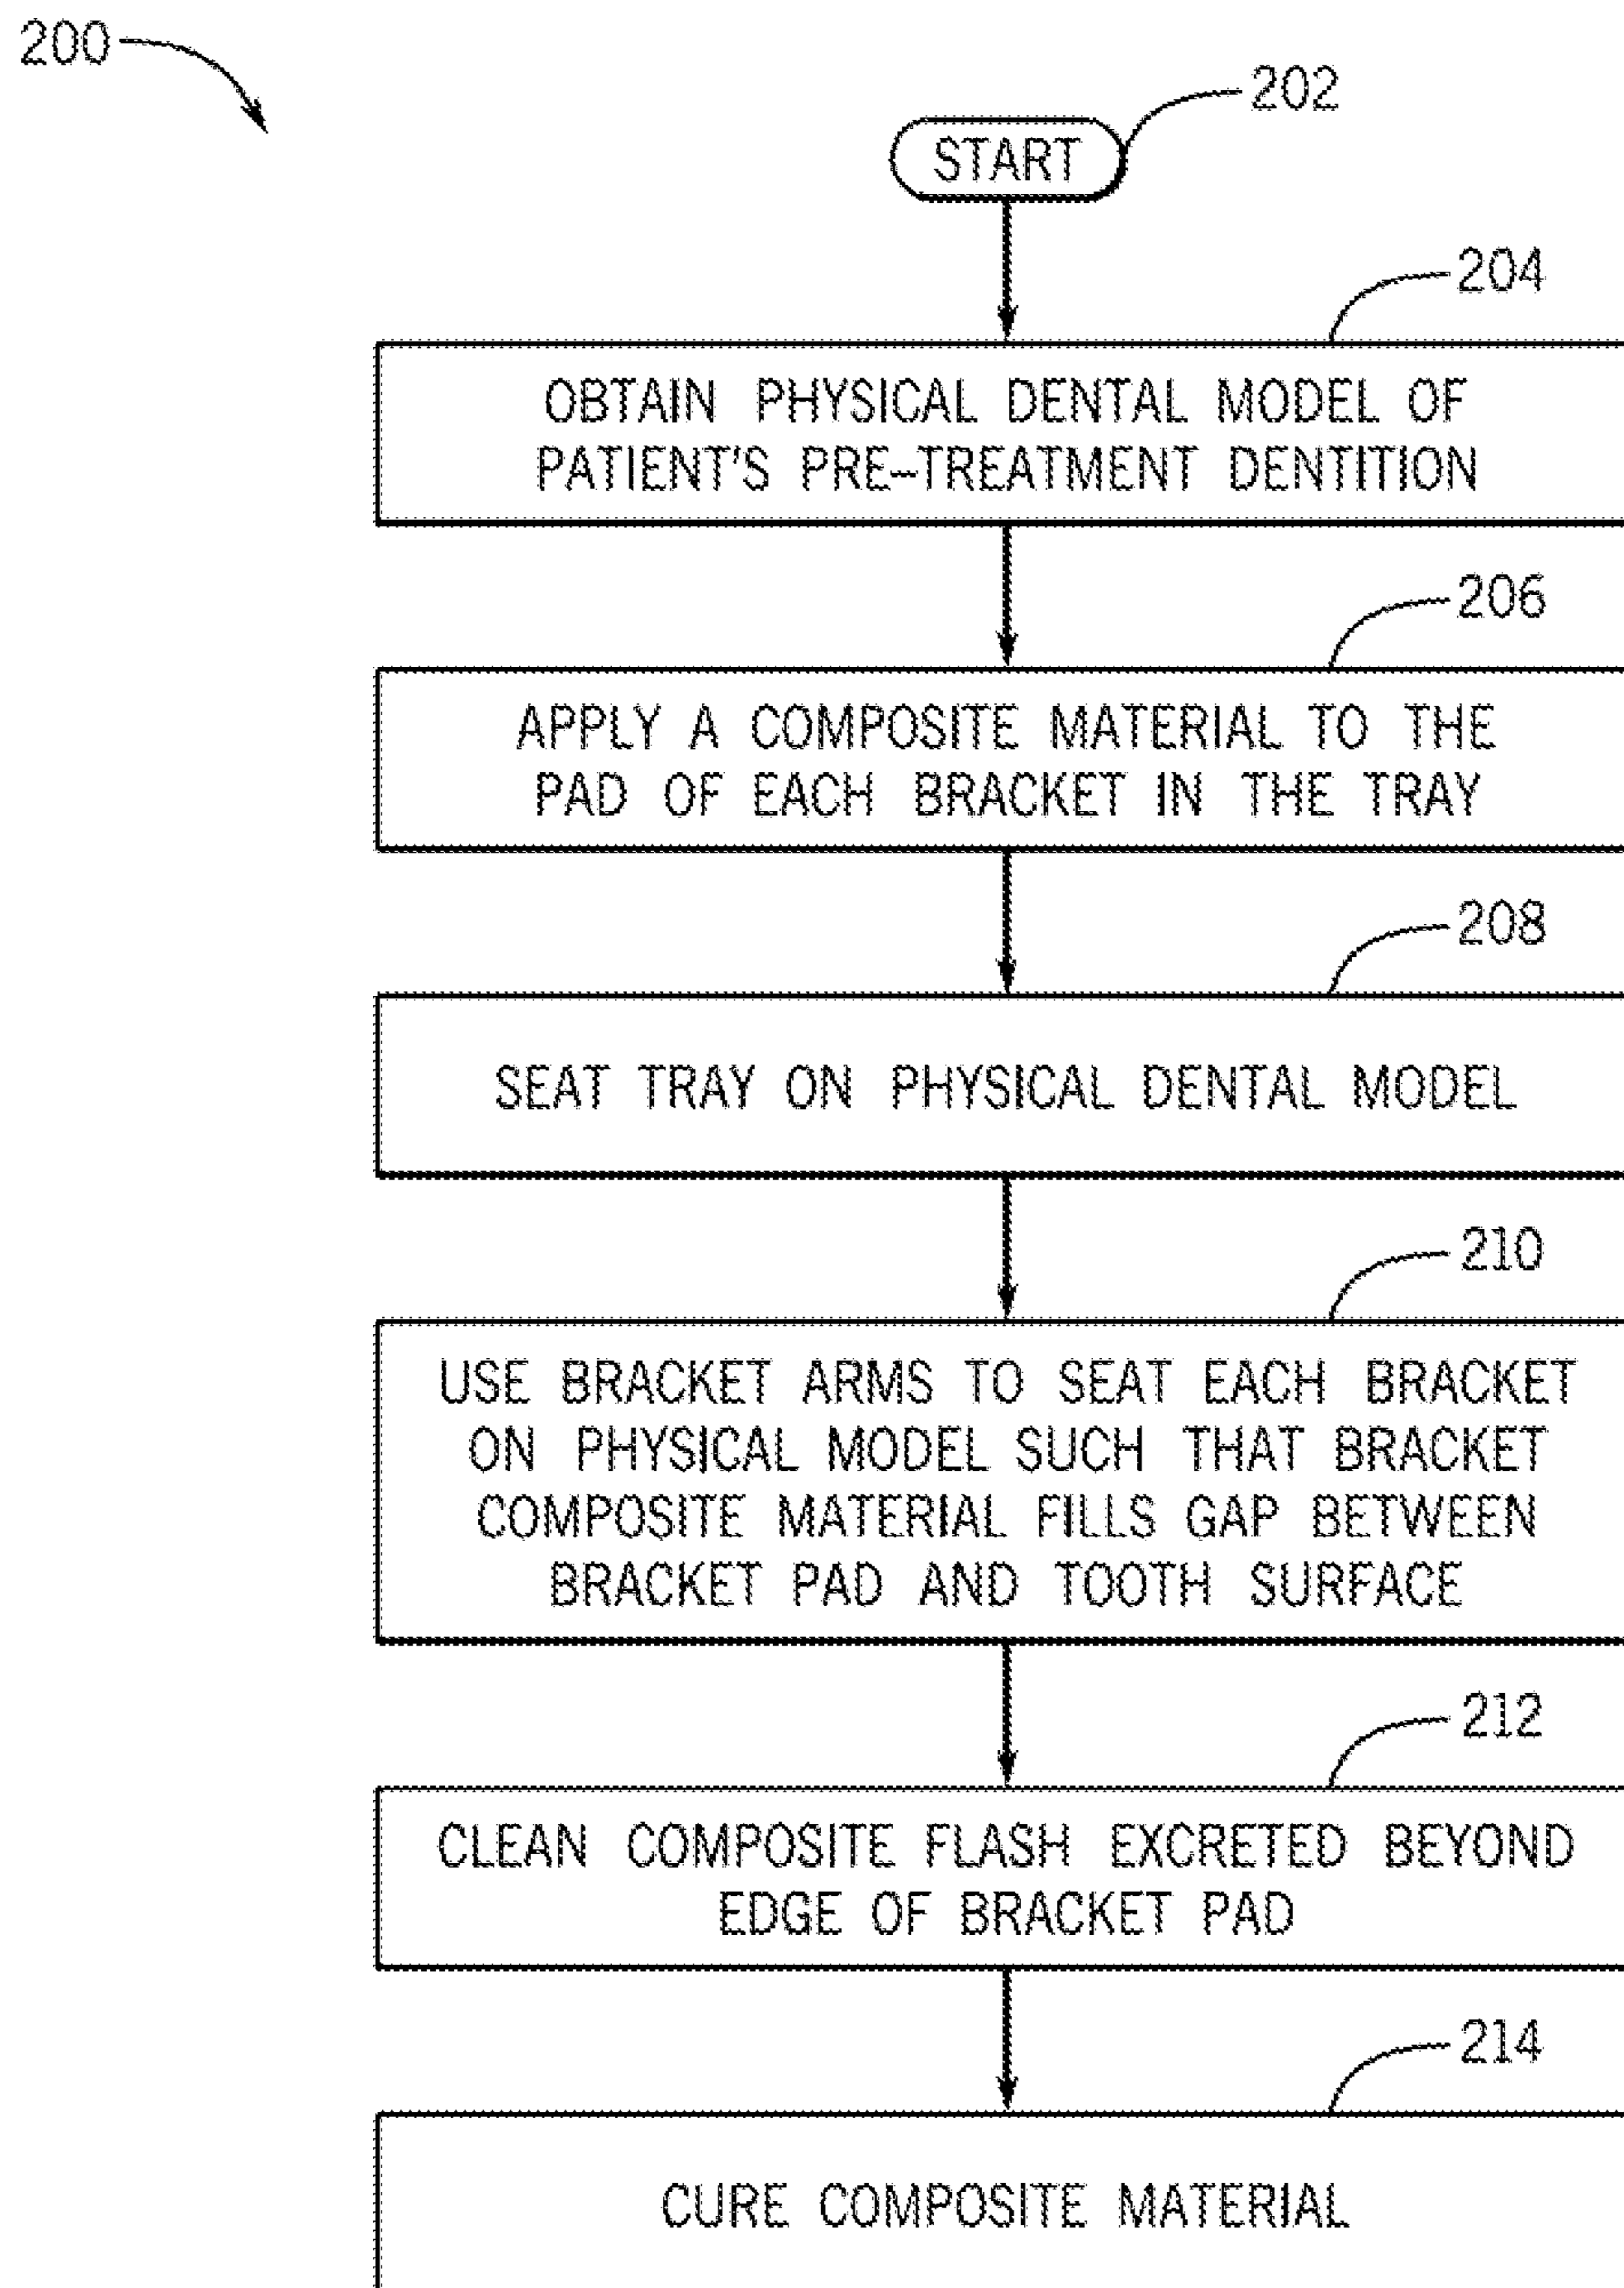 200
202
START
204
OBTAIN PHYSICAL DENTAL MODEL OF
PATIENT'S PRE-TREATMENT DENTITION
206
APPLY A COMPOSITE MATERIAL TO THE
PAD OF EACH BRACKET IN THE TRAY
208
SEAT TRAY ON PHYSICAL DENTAL MODEL
210
USE BRACKET ARMS TO SEAT EACH BRACKET
ON PHYSICAL MODEL SUCH THAT BRACKET
COMPOSITE MATERIAL FILLS GAP BETWEEN
BRACKET PAD AND TOOTH SURFACE
212
CLEAN COMPOSITE FLASH EXCRETED BEYOND
EDGE OF BRACKET PAD
214
CURE COMPOSITE MATERIAL